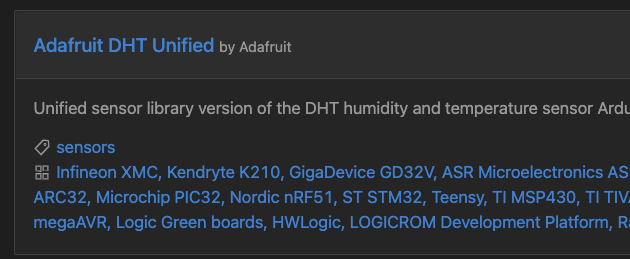 Adafruit DHT Unified by Adafruit
Unified sensor library version of the DHT humidity and temperature sensor Ardu
sensors
Infineon XMC, Kendryte K210, GigaDevice GD32V, ASR Microelectronics AS
ARC32, Microchip PIC32, Nordic nRF51, ST STM32, Teensy, TI MSP430, TI TIV
megaAVR, Logic Green boards, HWLogic, LOGICROM Development Platform, Ra